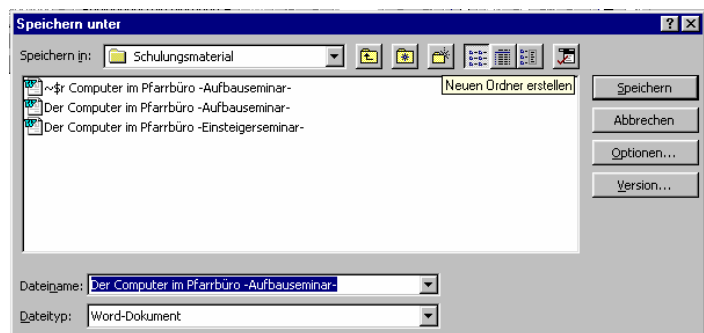 Speichern unter
Speichern in: Schulungsmaterial
Neuen Ordner erstellen
~$r Computer im Pfarrbüro -Aufbauseminar-
Der Computer im Pfarrbüro -Aufbauseminar-
Der Computer im Pfarrbüro -Einsteigerseminar-
Speichern
Abbrechen
Optionen...
Version...
Dateiname: Der Computer im Pfarrbüro -Aufbauseminar-
Dateityp: Word-Dokument